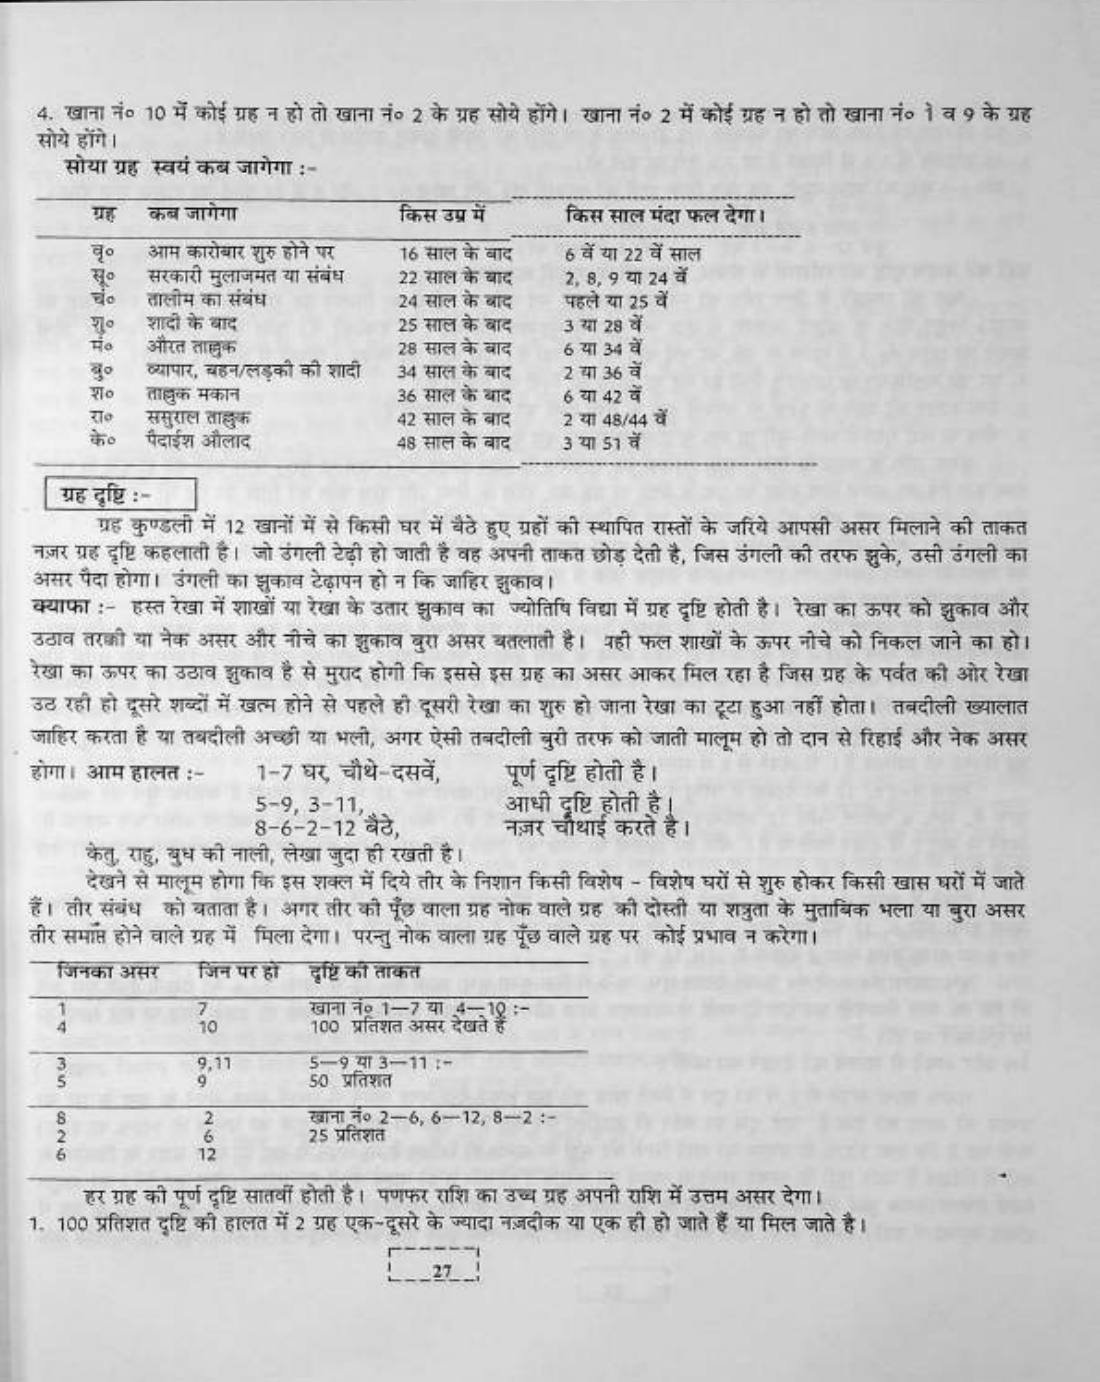 4. खाना नं० 10 में कोई ग्रह न हो तो खाना नं० 2 के ग्रह सोये होंगे। खाना नं० 2 में कोई ग्रह न हो तो खाना नं० 1 व 9 के ग्रह
सोये होंगे।
सोया ग्रह स्वयं कब जागेगा :-
ग्रह कब जागेगा किस उम्र में किस साल मंदा फल देगा।
वृ० आम कारोबार शुरु होने पर 16 साल के बाद 6 वें या 22 वें साल
सू० सरकारी मुलाजमत या संबंध 22 साल के बाद 2, 8, 9 या 24 वें
चं० तालीम का संबंध 24 साल के बाद पहले या 25 वें
शु० शादी के बाद 25 साल के बाद 3 या 28 वें
मं० औरत ताल्लुक 28 साल के बाद 6 या 34 वें
बु० व्यापार, बहन/लड़की की शादी 34 साल के बाद 2 या 36 वें
श० ताल्लुक मकान 36 साल के बाद 6 या 42 वें
रा० ससुराल ताल्लुक 42 साल के बाद 2 या 48/44 वें
के० पैदाईश औलाद 48 साल के बाद 3 या 51 वें
ग्रह दृष्टि :-
ग्रह कुण्डली में 12 खानों में से किसी घर में बैठे हुए ग्रहों की स्थापित रास्तों के जरिये आपसी असर मिलाने की ताकत
नज़र ग्रह दृष्टि कहलाती है। जो उंगली टेढ़ी हो जाती है वह अपनी ताकत छोड़ देती है, जिस उंगली की तरफ झुके, उसी उंगली का
असर पैदा होगा। उंगली का झुकाव टेढ़ापन हो न कि जाहिर झुकाव।
क्याफा :- हस्त रेखा में शाखों या रेखा के उतार झुकाव का ज्योतिषि विद्या में ग्रह दृष्टि होती है। रेखा का ऊपर को झुकाव और
उठाव तरक्की या नेक असर और नीचे का झुकाव बुरा असर बतलाती है। यही फल शाखों के ऊपर नीचे को निकल जाने का हो।
रेखा का ऊपर का उठाव झुकाव है से मुराद होगी कि इससे इस ग्रह का असर आकर मिल रहा है जिस ग्रह के पर्वत की ओर रेखा
उठ रही हो दूसरे शब्दों में खत्म होने से पहले ही दूसरी रेखा का शुरु हो जाना रेखा का टूटा हुआ नहीं होता। तबदीली ख्यालात
जाहिर करता है या तबदीली अच्छी या भली, अगर ऐसी तबदीली बुरी तरफ को जाती मालूम हो तो दान से रिहाई और नेक असर
होगा। आम हालत :- 1-7 घर, चौथे-दसवें, पूर्ण दृष्टि होती है।
5-9, 3-11, आधी दृष्टि होती है।
8-6-2-12 बैठे, नज़र चौथाई करते है।
केतु, राहु, बुध की नाली, लेखा जुदा ही रखती है।
देखने से मालूम होगा कि इस शक्ल में दिये तीर के निशान किसी विशेष - विशेष घरों से शुरु होकर किसी खास घरों में जाते
हैं। तीर संबंध को बताता है। अगर तीर की पूँछ वाला ग्रह नोक वाले ग्रह की दोस्ती या शत्रुता के मुताबिक भला या बुरा असर
तीर समाप्त होने वाले ग्रह में मिला देगा। परन्तु नोक वाला ग्रह पूँछ वाले ग्रह पर कोई प्रभाव न करेगा।
जिनका असर जिन पर हो दृष्टि की ताकत
1 7 खाना नं० 1—7 या 4—10 :-
4 10 100 प्रतिशत असर देखते हैं
3 9,11 5—9 या 3—11 :-
5 9 50 प्रतिशत
8 2 खाना नं० 2—6, 6—12, 8—2 :-
2 6 25 प्रतिशत
6 12
हर ग्रह की पूर्ण दृष्टि सातवीं होती है। पणफर राशि का उच्च ग्रह अपनी राशि में उत्तम असर देगा।
1. 100 प्रतिशत दृष्टि की हालत में 2 ग्रह एक-दूसरे के ज्यादा नज़दीक या एक ही हो जाते हैं या मिल जाते है।
27